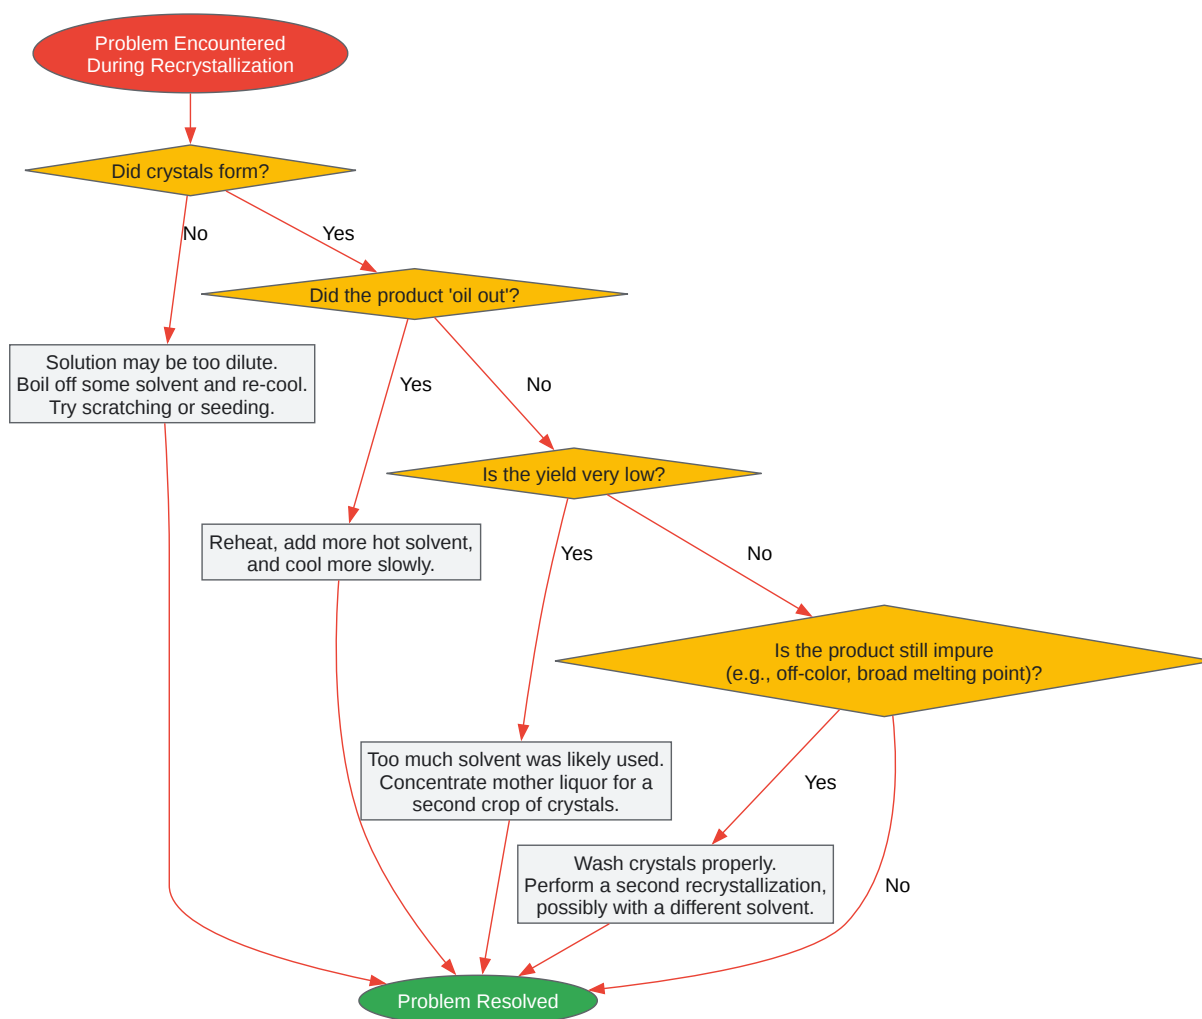 Problem Encountered
During Recrystallization
Did crystals form?
No
Yes
Did the product 'oil out'?
Solution may be too dilute.
Boil off some solvent and re-cool.
Try scratching or seeding.
Yes
No
Is the yield very low?
Reheat, add more hot solvent,
and cool more slowly.
Yes
No
Is the product still impure
(e.g., off-color, broad melting point)?
Too much solvent was likely used.
Concentrate mother liquor for a
second crop of crystals.
Yes
No
Wash crystals properly.
Perform a second recrystallization,
possibly with a different solvent.
Problem Resolved